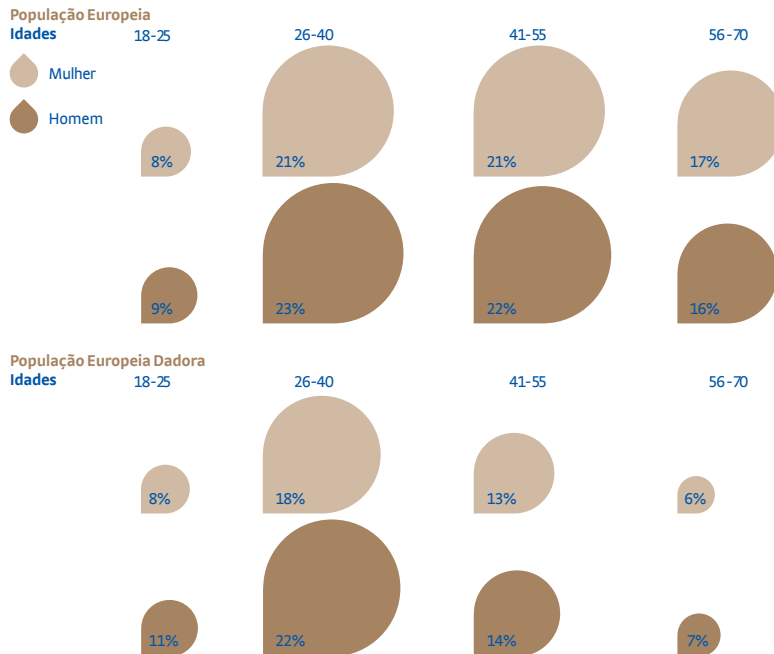 População Europeia
Idades 18-25 26-40 41-55 56-70
Mulher
Homem
8% 21% 21% 17%
9% 23% 22% 16%
População Europeia Dadora
Idades 18-25 26-40 41-55 56-70
8% 18% 13% 6%
11% 22% 14% 7%